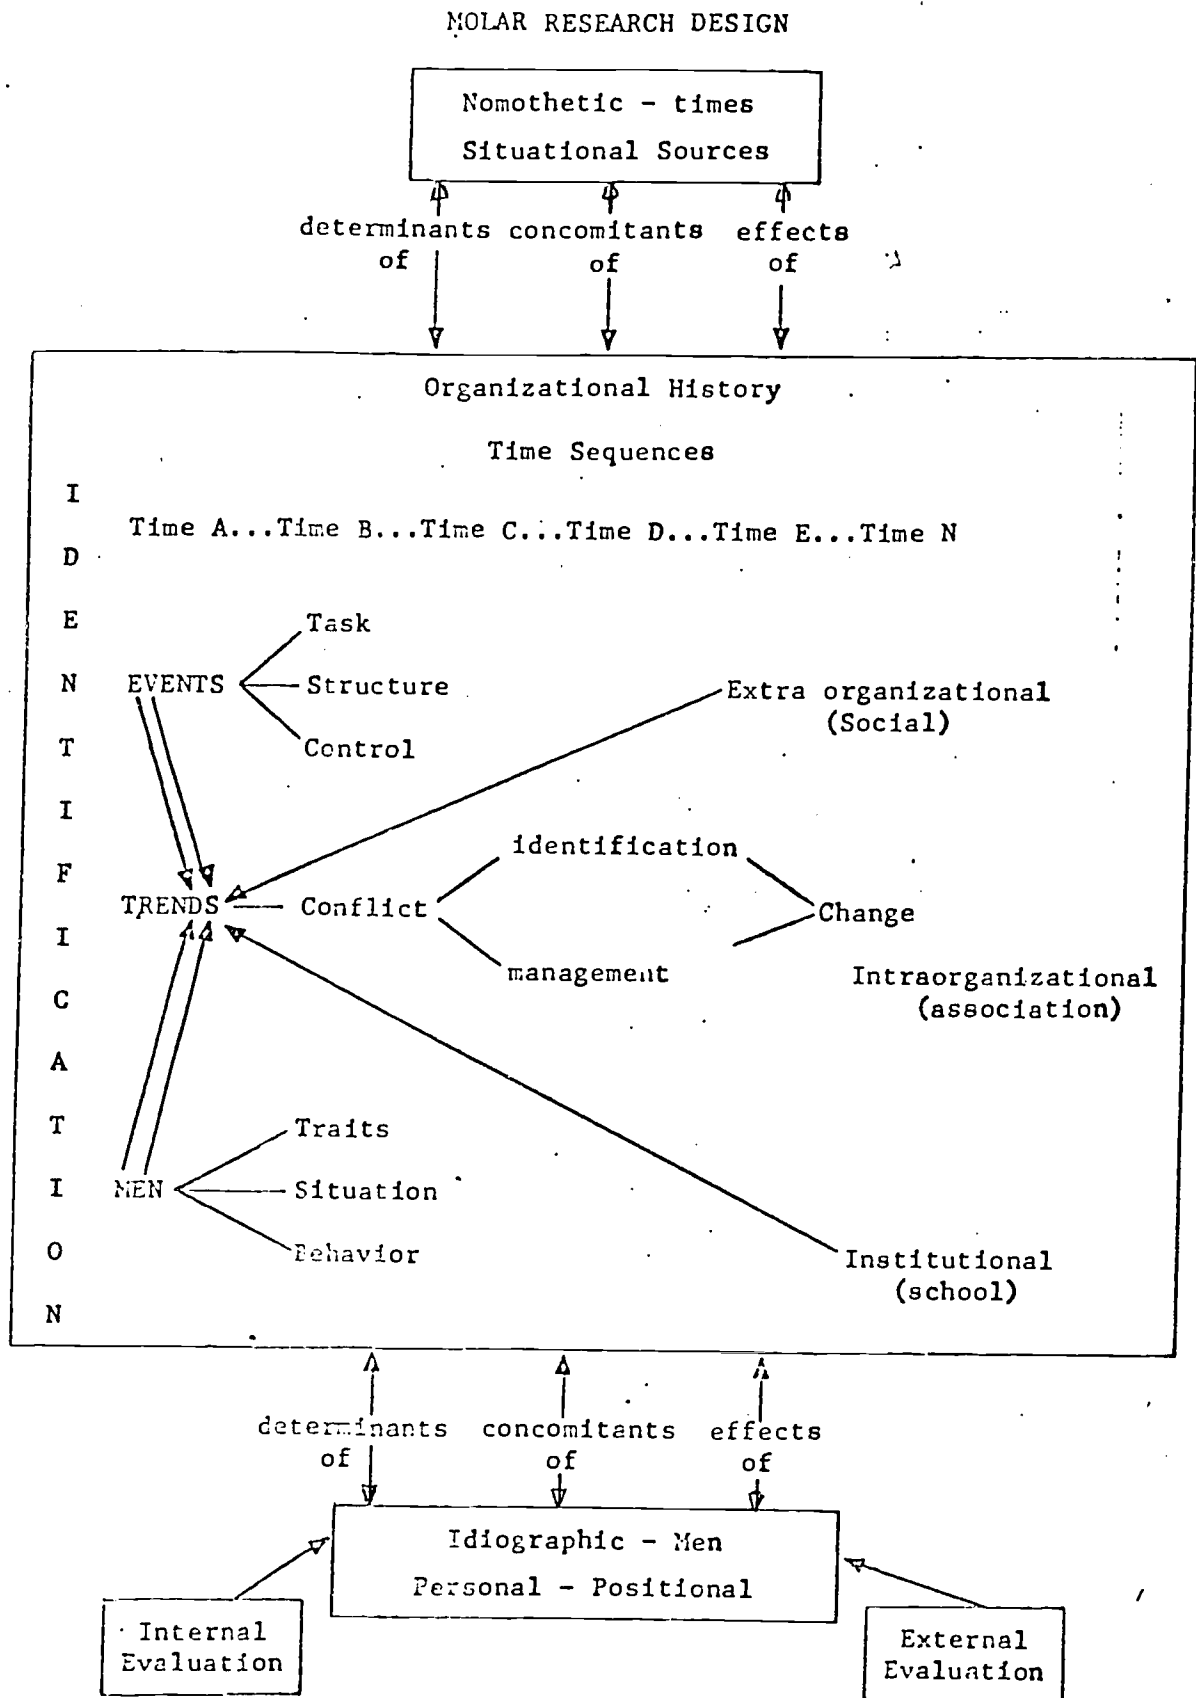 MOLAR RESEARCH DESIGN
Nomothetic - times
Situational Sources
determinants concomitants effects
of of of
Organizational History
Time Sequences
IDENTIFICATION
Time A...Time B...Time C...Time D...Time E...Time N
Task
EVENTS Structure
Control
Extra organizational
(Social)
identification
TRENDS Conflict Change
management
Intraorganizational
(association)
Traits
MEN Situation
Behavior
Institutional
(school)
determinants concomitants effects
of of of
Idiographic - Men
Personal - Positional
Internal
Evaluation
External
Evaluation